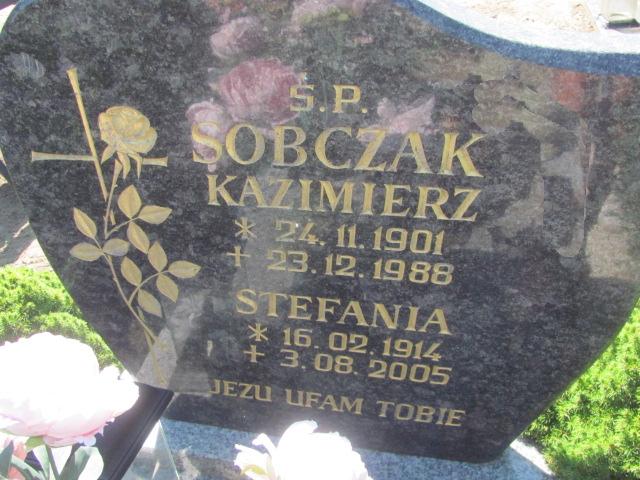 Ś.P.
SOBCZAK
KAZIMIERZ
* 24.11.1901
+ 23.12.1988
STEFANIA
* 16.02.1914
+ 3.08.2005
JEZU UFAM TOBIE